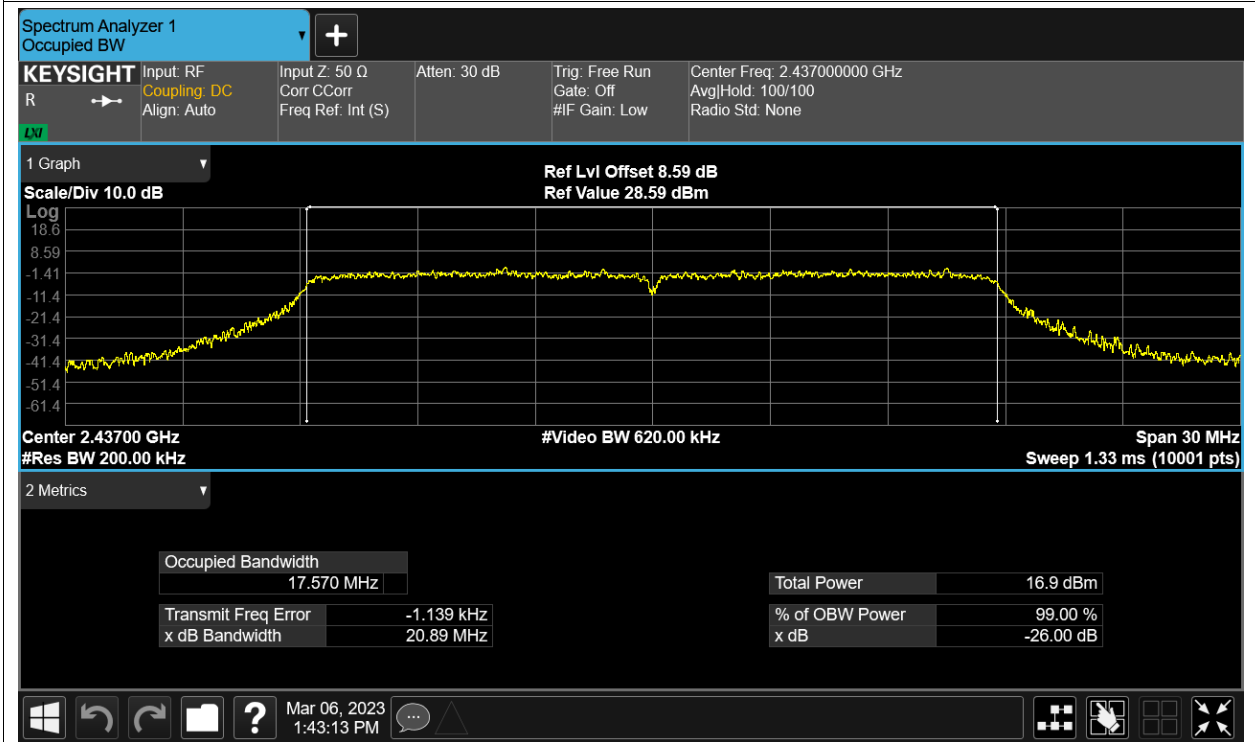 Spectrum Analyzer 1
Occupied BW
KEYSIGHT
R
LXI
Input: RF
Coupling: DC
Align: Auto
Input Z: 50 Ω
Corr CCorr
Freq Ref: Int (S)
Atten: 30 dB
Trig: Free Run
Gate: Off
#IF Gain: Low
Center Freq: 2.437000000 GHz
Avg|Hold: 100/100
Radio Std: None
1 Graph
Scale/Div 10.0 dB
Ref Lvl Offset 8.59 dB
Ref Value 28.59 dBm
Log
18.6
8.59
-1.41
-11.4
-21.4
-31.4
-41.4
-51.4
-61.4
Center 2.43700 GHz
#Video BW 620.00 kHz
Span 30 MHz
#Res BW 200.00 kHz
Sweep 1.33 ms (10001 pts)
2 Metrics
Occupied Bandwidth
17.570 MHz
Transmit Freq Error -1.139 kHz
x dB Bandwidth 20.89 MHz
Total Power 16.9 dBm
% of OBW Power 99.00 %
x dB -26.00 dB
?
Mar 06, 2023
1:43:13 PM